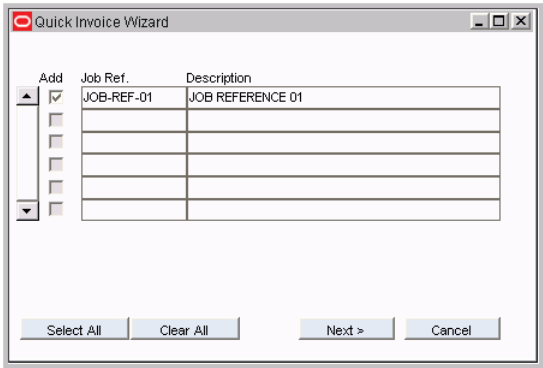 Quick Invoice Wizard
Add Job Ref. Description
JOB-REF-01 JOB REFERENCE 01
Select All Clear All Next > Cancel